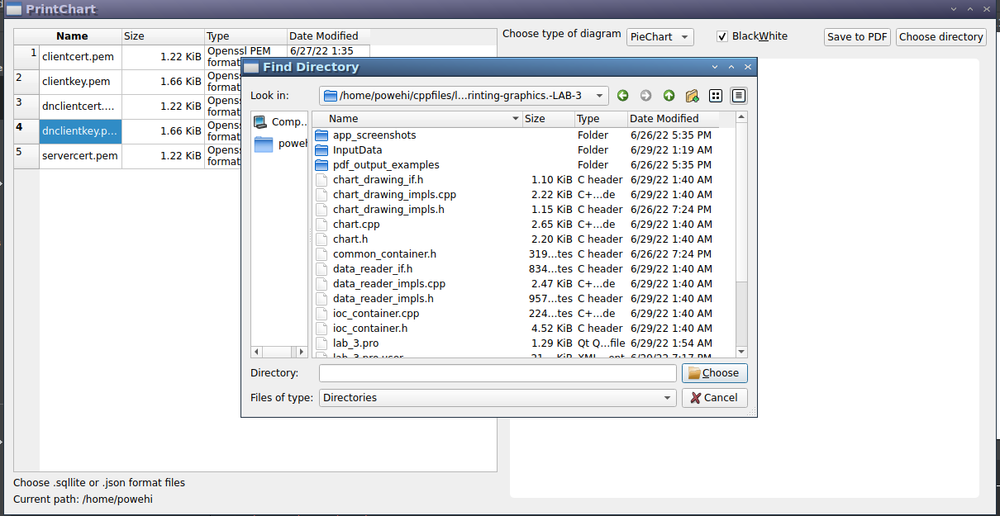 PrintChart
Choose type of diagram PieChart BlackWhite Save to PDF Choose directory
Name Size Type Date Modified
1 clientcert.pem 1.22 KiB Openssl PEM format 6/27/22 1:35
2 clientkey.pem 1.66 KiB Openss format
3 dnclientcert.... 1.22 KiB Openss format
4 dnclientkey.p... 1.66 KiB Openss format
5 servercert.pem 1.22 KiB Openss format
Find Directory
Look in: /home/powehi/cppfiles/l...rinting-graphics.-LAB-3
Comp...
poweh
Name Size Type Date Modified
app_screenshots Folder 6/26/22 5:35 PM
InputData Folder 6/29/22 1:19 AM
pdf_output_examples Folder 6/26/22 5:35 PM
chart_drawing_if.h 1.10 KiB C header 6/29/22 1:40 AM
chart_drawing_impls.cpp 2.22 KiB C+...de 6/29/22 1:40 AM
chart_drawing_impls.h 1.15 KiB C header 6/26/22 7:24 PM
chart.cpp 2.65 KiB C+...de 6/29/22 1:40 AM
chart.h 2.20 KiB C header 6/29/22 1:40 AM
common_container.h 319...tes C header 6/26/22 7:24 PM
data_reader_if.h 834...tes C header 6/29/22 1:40 AM
data_reader_impls.cpp 2.47 KiB C+...de 6/29/22 1:40 AM
data_reader_impls.h 957...tes C header 6/29/22 1:40 AM
ioc_container.cpp 224...tes C+...de 6/29/22 1:40 AM
ioc_container.h 4.52 KiB C header 6/29/22 1:40 AM
lab_3.pro 1.29 KiB Qt Q...file 6/29/22 1:54 AM
lab_3.pro.user 21... KiB XML...ent 6/29/22 7:17 PM
Directory: Choose
Files of type: Directories Cancel
Choose .sqllite or .json format files
Current path: /home/powehi